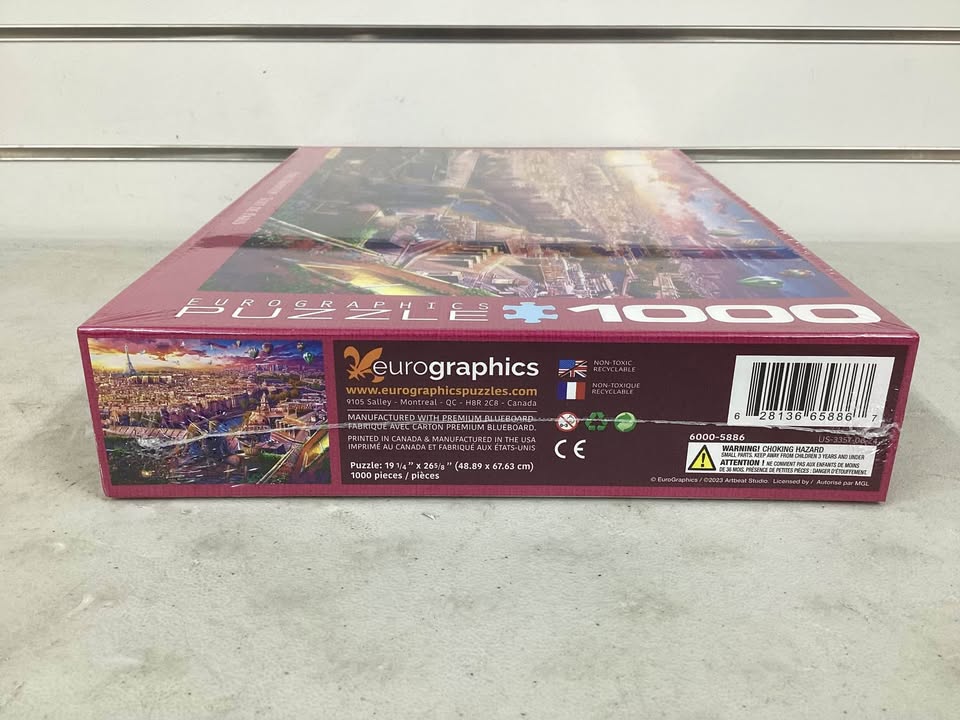 EUROGRAPHICS
PUZZLE 1000
eurographics
www.eurographicspuzzles.com
9105 Salley - Montreal - QC - H8R 2C8 - Canada
MANUFACTURED WITH PREMIUM BLUEBOARD.
FABRIQUE AVEC CARTON PREMIUM BLUEBOARD.
PRINTED IN CANADA & MANUFACTURED IN THE USA
IMPRIMÉ AU CANADA ET FABRIQUÉ AUX ÉTATS-UNIS
Puzzle: 19 1/4" x 26 5/8" (48.89 x 67.63 cm)
1000 pieces / pièces
NON-TOXIC
RECYCLABLE
NON-TOXIQUE
RECYCLABLE
CE
6 28136 65886 7
6000-5886
WARNING! CHOKING HAZARD
SMALL PARTS. KEEP AWAY FROM CHILDREN 3 YEARS AND UNDER
ATTENTION ! NE CONVIENT PAS AUX ENFANTS DE MOINS
DE 36 MOIS. PRÉSENCE DE PETITES PIÈCES : DANGER D'ÉTOUFFEMENT.
© EuroGraphics / ©2023 Artbeat Studio. Licensed by / Autorisé par MGL